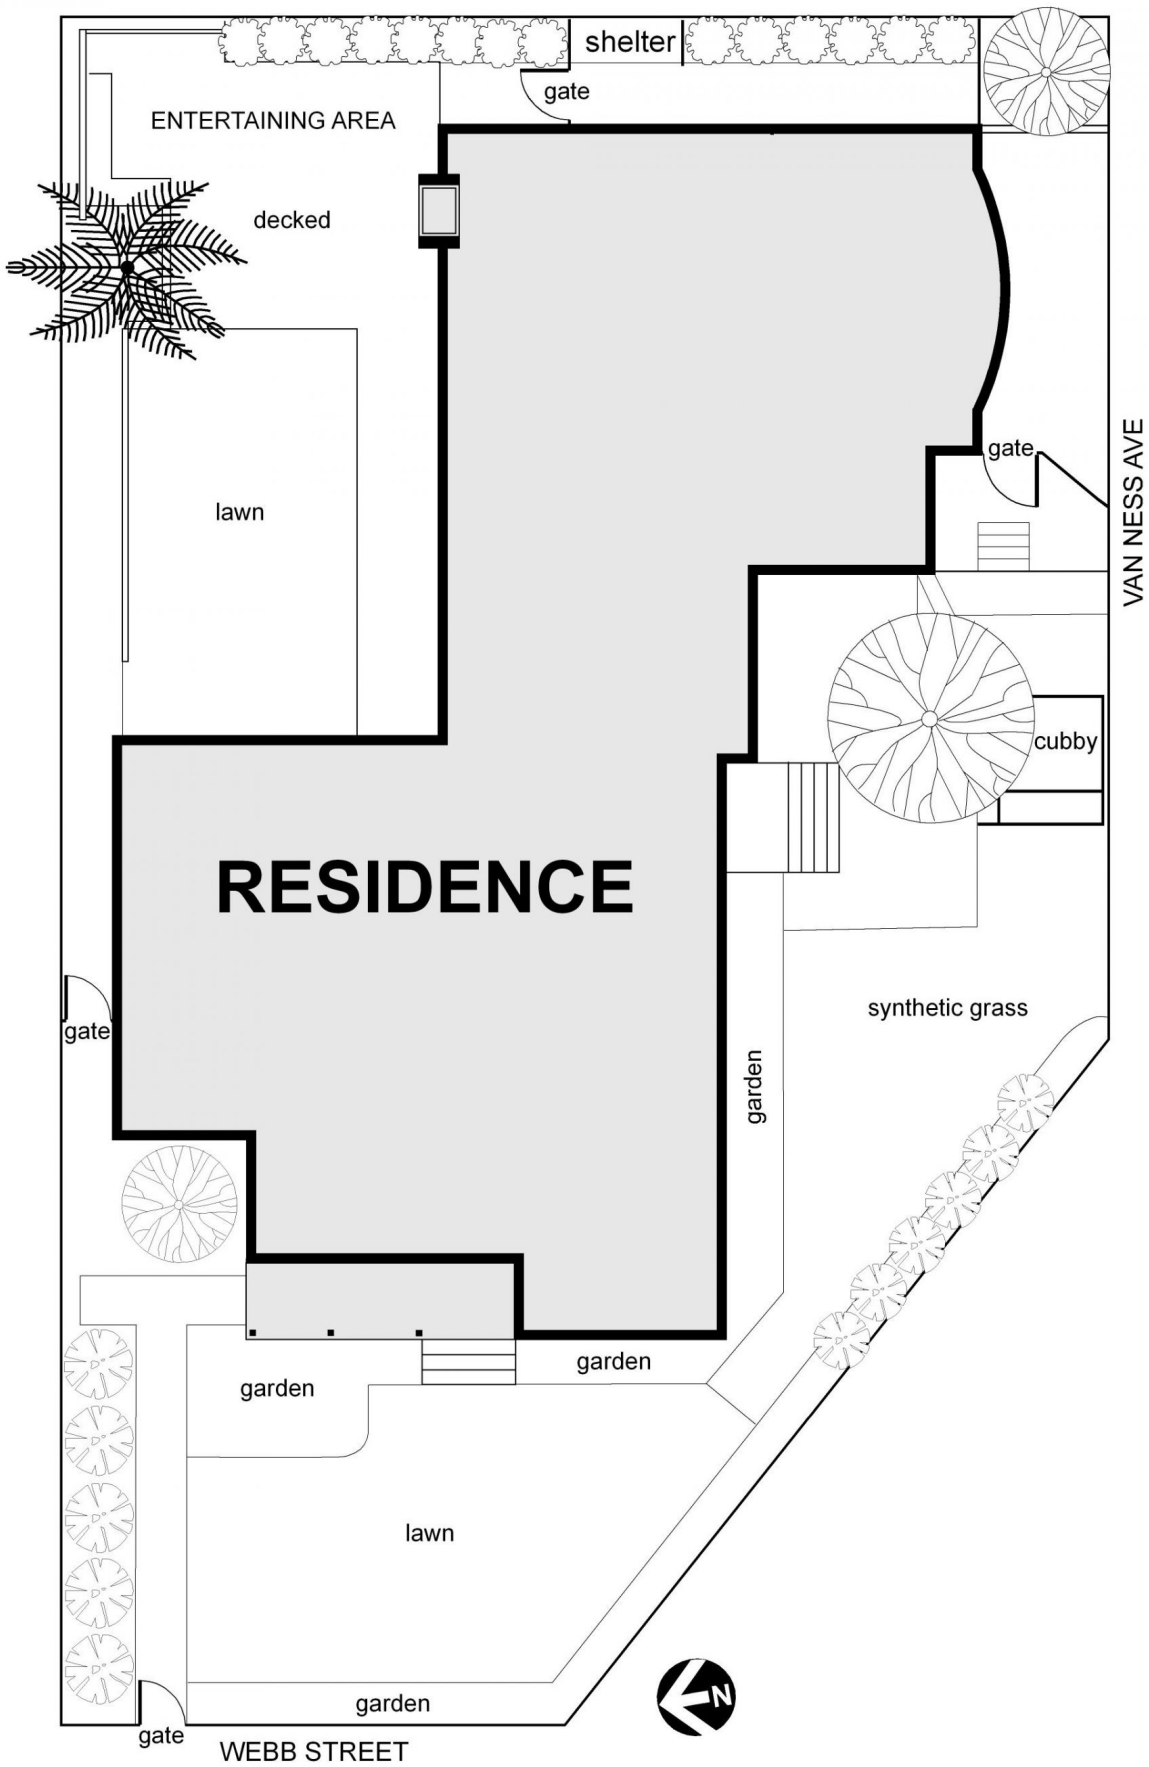 shelter
gate
ENTERTAINING AREA
decked
gate
lawn
VAN NESS AVE
cubby
RESIDENCE
synthetic grass
gate
garden
garden
garden
lawn
N
garden
gate
WEBB STREET